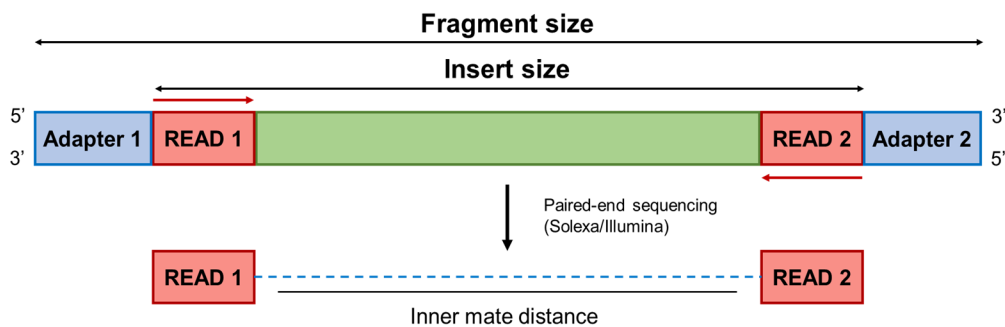 Fragment size
Insert size
5’ 3’
Adapter 1 READ 1 READ 2 Adapter 2
3’ 5’
Paired-end sequencing
(Solexa/Illumina)
READ 1 READ 2
Inner mate distance